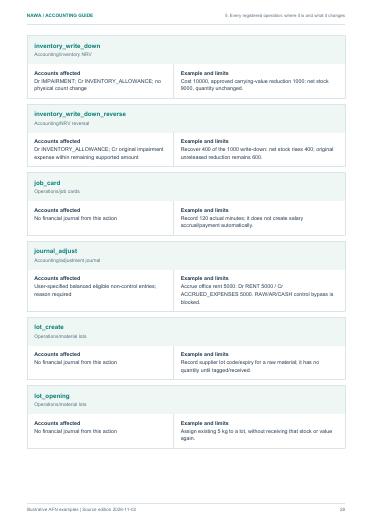 NAWA | ACCOUNTING GUIDE
5. Every registered operation: where it is and what it changes
inventory_write_down
Accounting/inventory NRV
Accounts affected
Dr IMPAIRMENT; Cr INVENTORY_ALLOWANCE; no
physical count change
Example and limits
Cost 10000, approved carrying-value reduction 1000: net stock
9000, quantity unchanged.
inventory_write_down_reverse
Accounting/NRV reversal
Accounts affected
Dr INVENTORY_ALLOWANCE; Cr original impairment
expense within remaining supported amount
Example and limits
Recover 400 of the 1000 write-down: net stock rises 400; original
unreleased reduction remains 600.
job_card
Operations/job cards
Accounts affected
No financial journal from this action
Example and limits
Record 120 actual minutes; it does not create salary
accrual/payment automatically.
journal_adjust
Accounting/adjustment journal
Accounts affected
User-specified balanced eligible non-control entries;
reason required
Example and limits
Accrue office rent 5000: Dr RENT 5000 / Cr
ACCRUED_EXPENSES 5000. RAW/AR/CASH control bypass is
blocked.
lot_create
Operations/material lots
Accounts affected
No financial journal from this action
Example and limits
Record supplier lot code/expiry for a raw material; it has no
quantity until tagged/received.
lot_opening
Operations/material lots
Accounts affected
No financial journal from this action
Example and limits
Assign existing 5 kg to a lot, without receiving that stock or value
again.
Illustrative AFN examples | Source edition